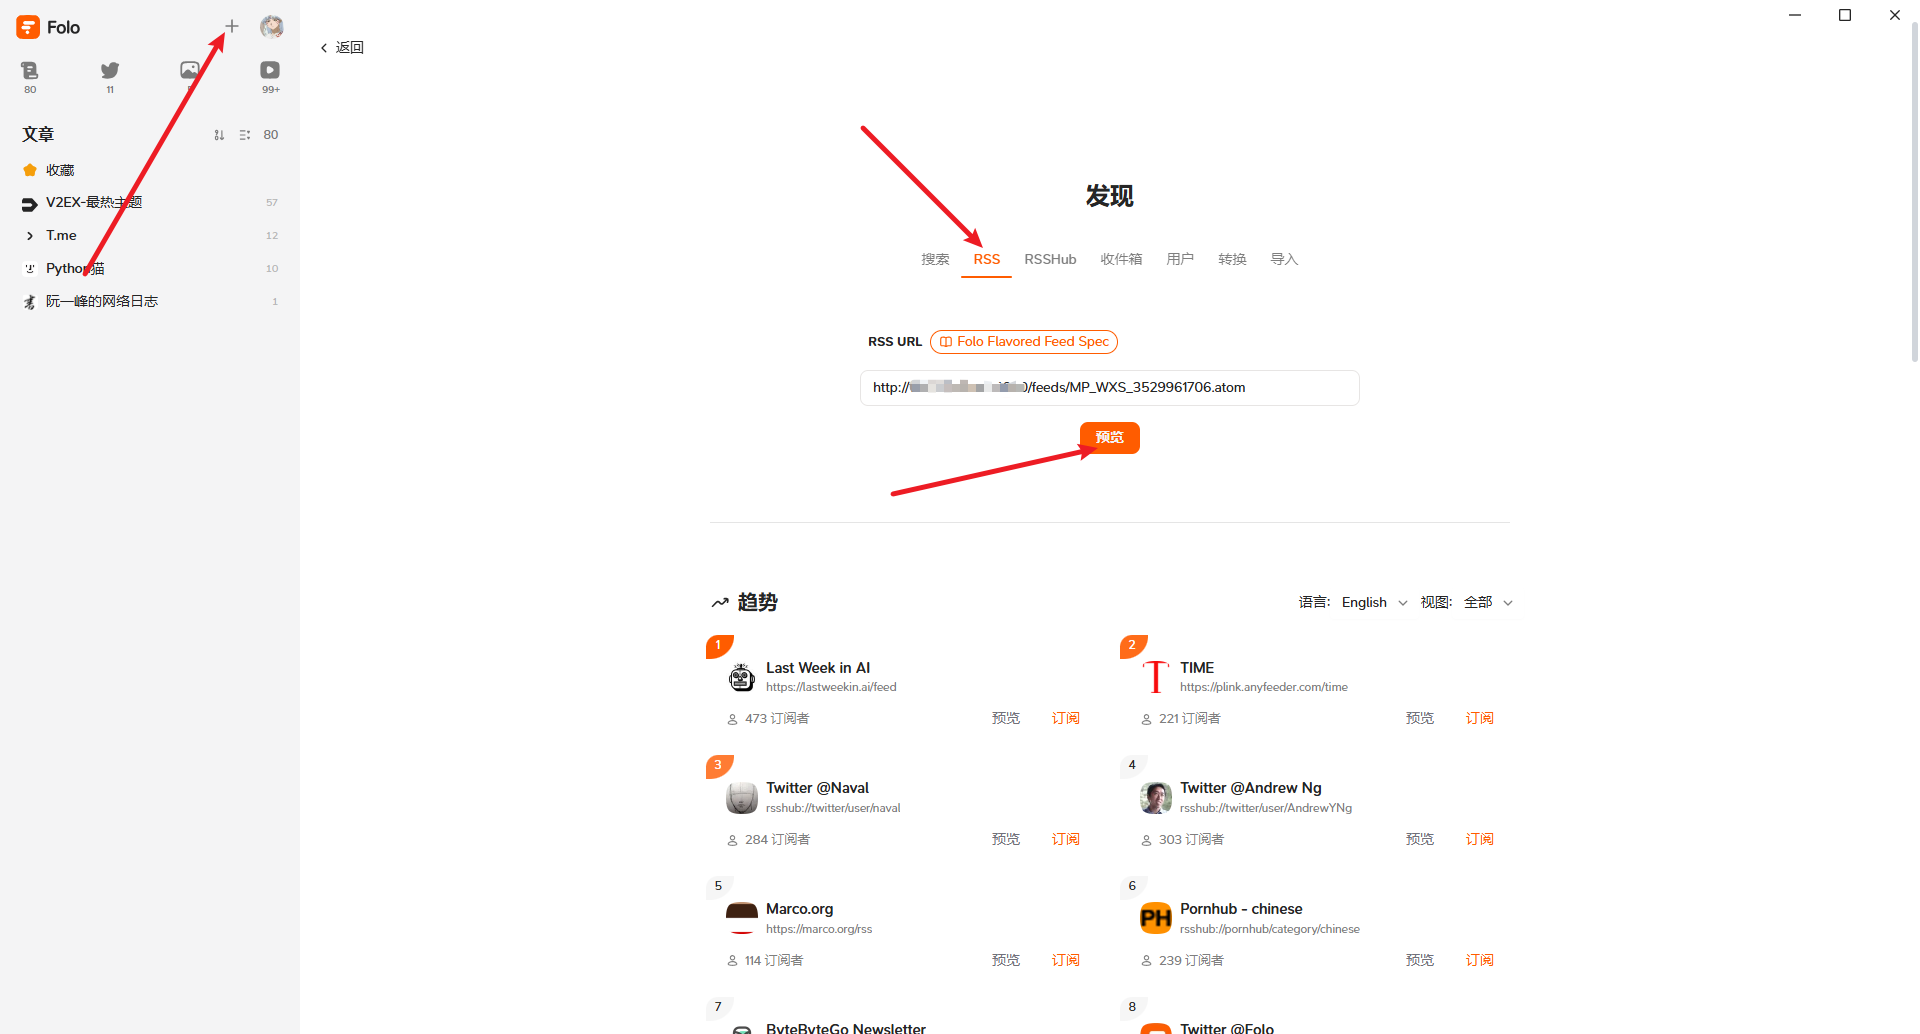 Folo
返回
80
11
99+
文章
80
收藏
V2EX-最热主题
57
T.me
12
Python猫
10
阮一峰的网络日志
1
发现
搜索
RSS
RSSHub
收件箱
用户
转换
导入
RSS URL
Folo Flavored Feed Spec
http://
0/feeds/MP_WXS_3529961706.atom
预览
趋势
语言:
English
视图:
全部
1
Last Week in AI
https://lastweekin.ai/feed
473 订阅者
预览
订阅
2
TIME
https://plink.anyfeeder.com/time
221 订阅者
预览
订阅
3
Twitter @Naval
rsshub://twitter/user/naval
284 订阅者
预览
订阅
4
Twitter @Andrew Ng
rsshub://twitter/user/AndrewYNg
303 订阅者
预览
订阅
5
Marco.org
https://marco.org/rss
114 订阅者
预览
订阅
6
PH
Pornhub - chinese
rsshub://pornhub/category/chinese
239 订阅者
预览
订阅
7
ByteByteGo Newsletter
8
Twitter @Folo